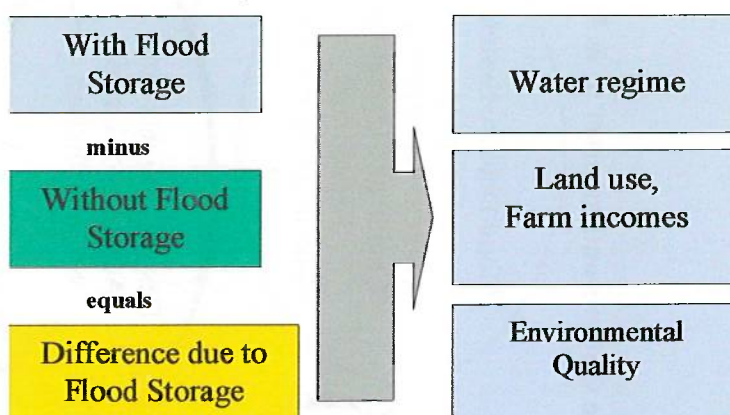 With Flood
Storage
minus
Without Flood
Storage
equals
Difference due to
Flood Storage
Water regime
Land use,
Farm incomes
Environmental
Quality